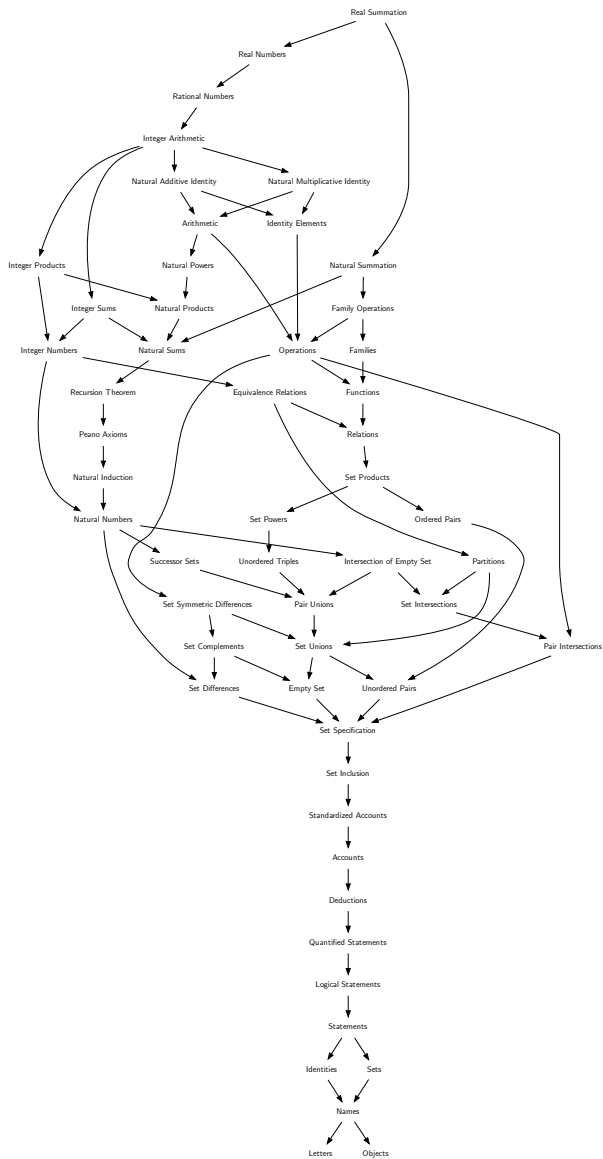 Real Summation
Real Numbers
Rational Numbers
Integer Arithmetic
Natural Additive Identity
Natural Multiplicative Identity
Arithmetic
Identity Elements
Integer Products
Natural Powers
Natural Summation
Integer Sums
Natural Products
Family Operations
Integer Numbers
Natural Sums
Operations
Families
Recursion Theorem
Equivalence Relations
Functions
Peano Axioms
Relations
Natural Induction
Set Products
Natural Numbers
Set Powers
Ordered Pairs
Successor Sets
Unordered Triples
Intersection of Empty Set
Partitions
Set Symmetric Differences
Pair Unions
Set Intersections
Set Complements
Set Unions
Pair Intersections
Set Differences
Empty Set
Unordered Pairs
Set Specification
Set Inclusion
Standardized Accounts
Accounts
Deductions
Quantified Statements
Logical Statements
Statements
Identities
Sets
Names
Letters
Objects